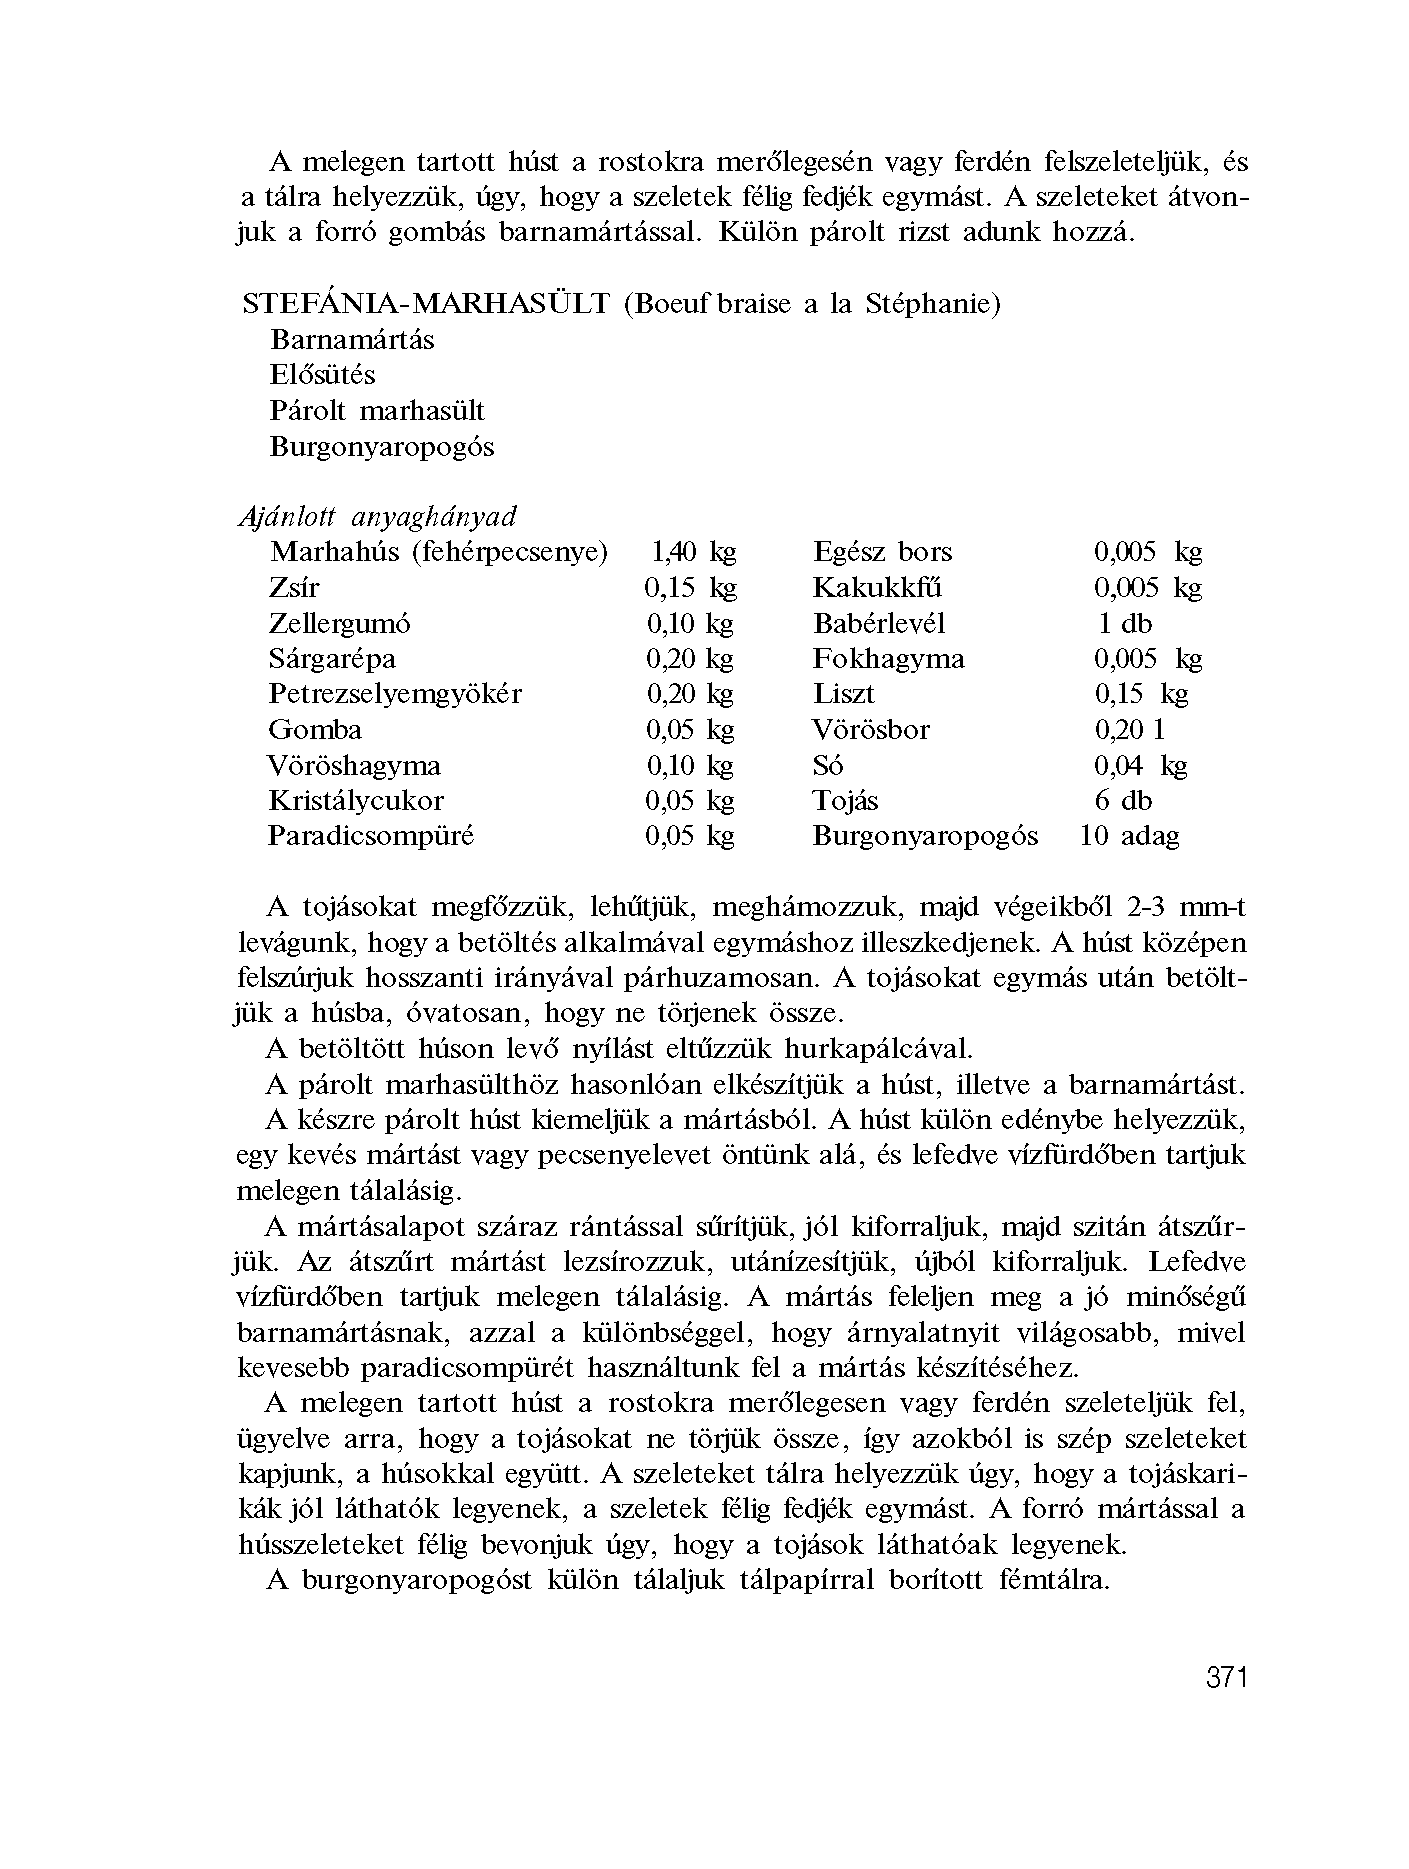 A melegen tartott húst a rostokra merőlegesén vagy ferdén felszeleteljük, és
a tálra helyezzük, úgy, hogy a szeletek félig fedjék egymást. A szeleteket átvon-
juk a forró gombás barnamártással. Külön párolt rizst adunk hozzá.
STEFÁNIA-MARHASÜLT (Boeuf braise a la Stéphanie)
Barnamártás
Elősütés
Párolt marhasült
Burgonyaropogós
Ajánlott anyaghányad
Marhahús (fehérpecsenye) 1,40 kg Egész bors 0,005 kg
Zsír 0,15 kg Kakukkfű 0,005 kg
Zellergumó 0,10 kg Babérlevél 1 db
Sárgarépa 0,20 kg Fokhagyma 0,005 kg
Petrezselyemgyökér 0,20 kg Liszt 0,15 kg
Gomba 0,05 kg Vörösbor 0,20 l
Vöröshagyma 0,10 kg Só 0,04 kg
Kristálycukor 0,05 kg Tojás 6 db
Paradicsompüré 0,05 kg Burgonyaropogós 10 adag
A tojásokat megfőzzük, lehűtjük, meghámozzuk, majd végeikből 2-3 mm-t
levágunk, hogy a betöltés alkalmával egymáshoz illeszkedjenek. A húst középen
felszúrjuk hosszanti irányával párhuzamosan. A tojásokat egymás után betölt-
jük a húsba, óvatosan, hogy ne törjenek össze.
A betöltött húson levő nyílást eltűzzük hurkapálcával.
A párolt marhasülthöz hasonlóan elkészítjük a húst, illetve a barnamártást.
A készre párolt húst kiemeljük a mártásból. A húst külön edénybe helyezzük,
egy kevés mártást vagy pecsenyelevet öntünk alá, és lefedve vízfürdőben tartjuk
melegen tálalásig.
A mártásalapot száraz rántással sűrítjük, jól kiforraljuk, majd szitán átszűr-
jük. Az átszűrt mártást lezsírozzuk, utánízesítjük, újból kiforraljuk. Lefedve
vízfürdőben tartjuk melegen tálalásig. A mártás feleljen meg a jó minőségű
barnamártásnak, azzal a különbséggel, hogy árnyalatnyit világosabb, mivel
kevesebb paradicsompürét használtunk fel a mártás készítéséhez.
A melegen tartott húst a rostokra merőlegesen vagy ferdén szeleteljük fel,
ügyelve arra, hogy a tojásokat ne törjük össze, így azokból is szép szeleteket
kapjunk, a húsokkal együtt. A szeleteket tálra helyezzük úgy, hogy a tojáskari-
kák jól láthatók legyenek, a szeletek félig fedjék egymást. A forró mártással a
hússzeleteket félig bevonjuk úgy, hogy a tojások láthatóak legyenek.
A burgonyaropogóst külön tálaljuk tálpapírral borított fémtálra.
371